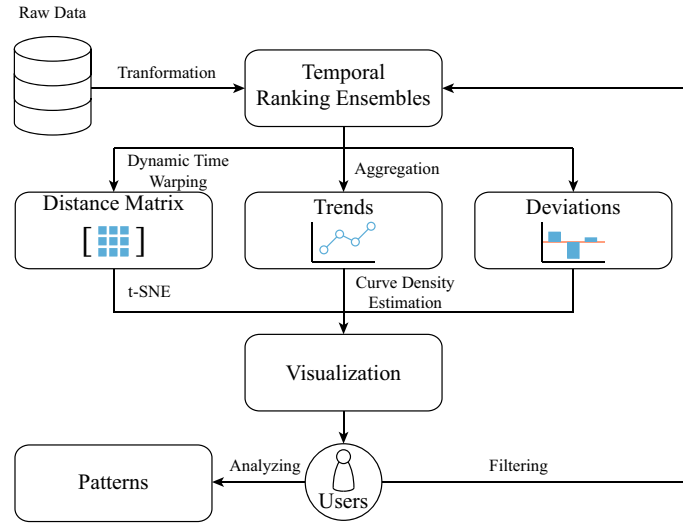 Raw Data
Tranformation
Temporal
Ranking Ensembles
Dynamic Time
Warping
Aggregation
Distance Matrix
[ ]
Trends
Deviations
t-SNE
Curve Density
Estimation
Visualization
Patterns
Analyzing
Users
Filtering